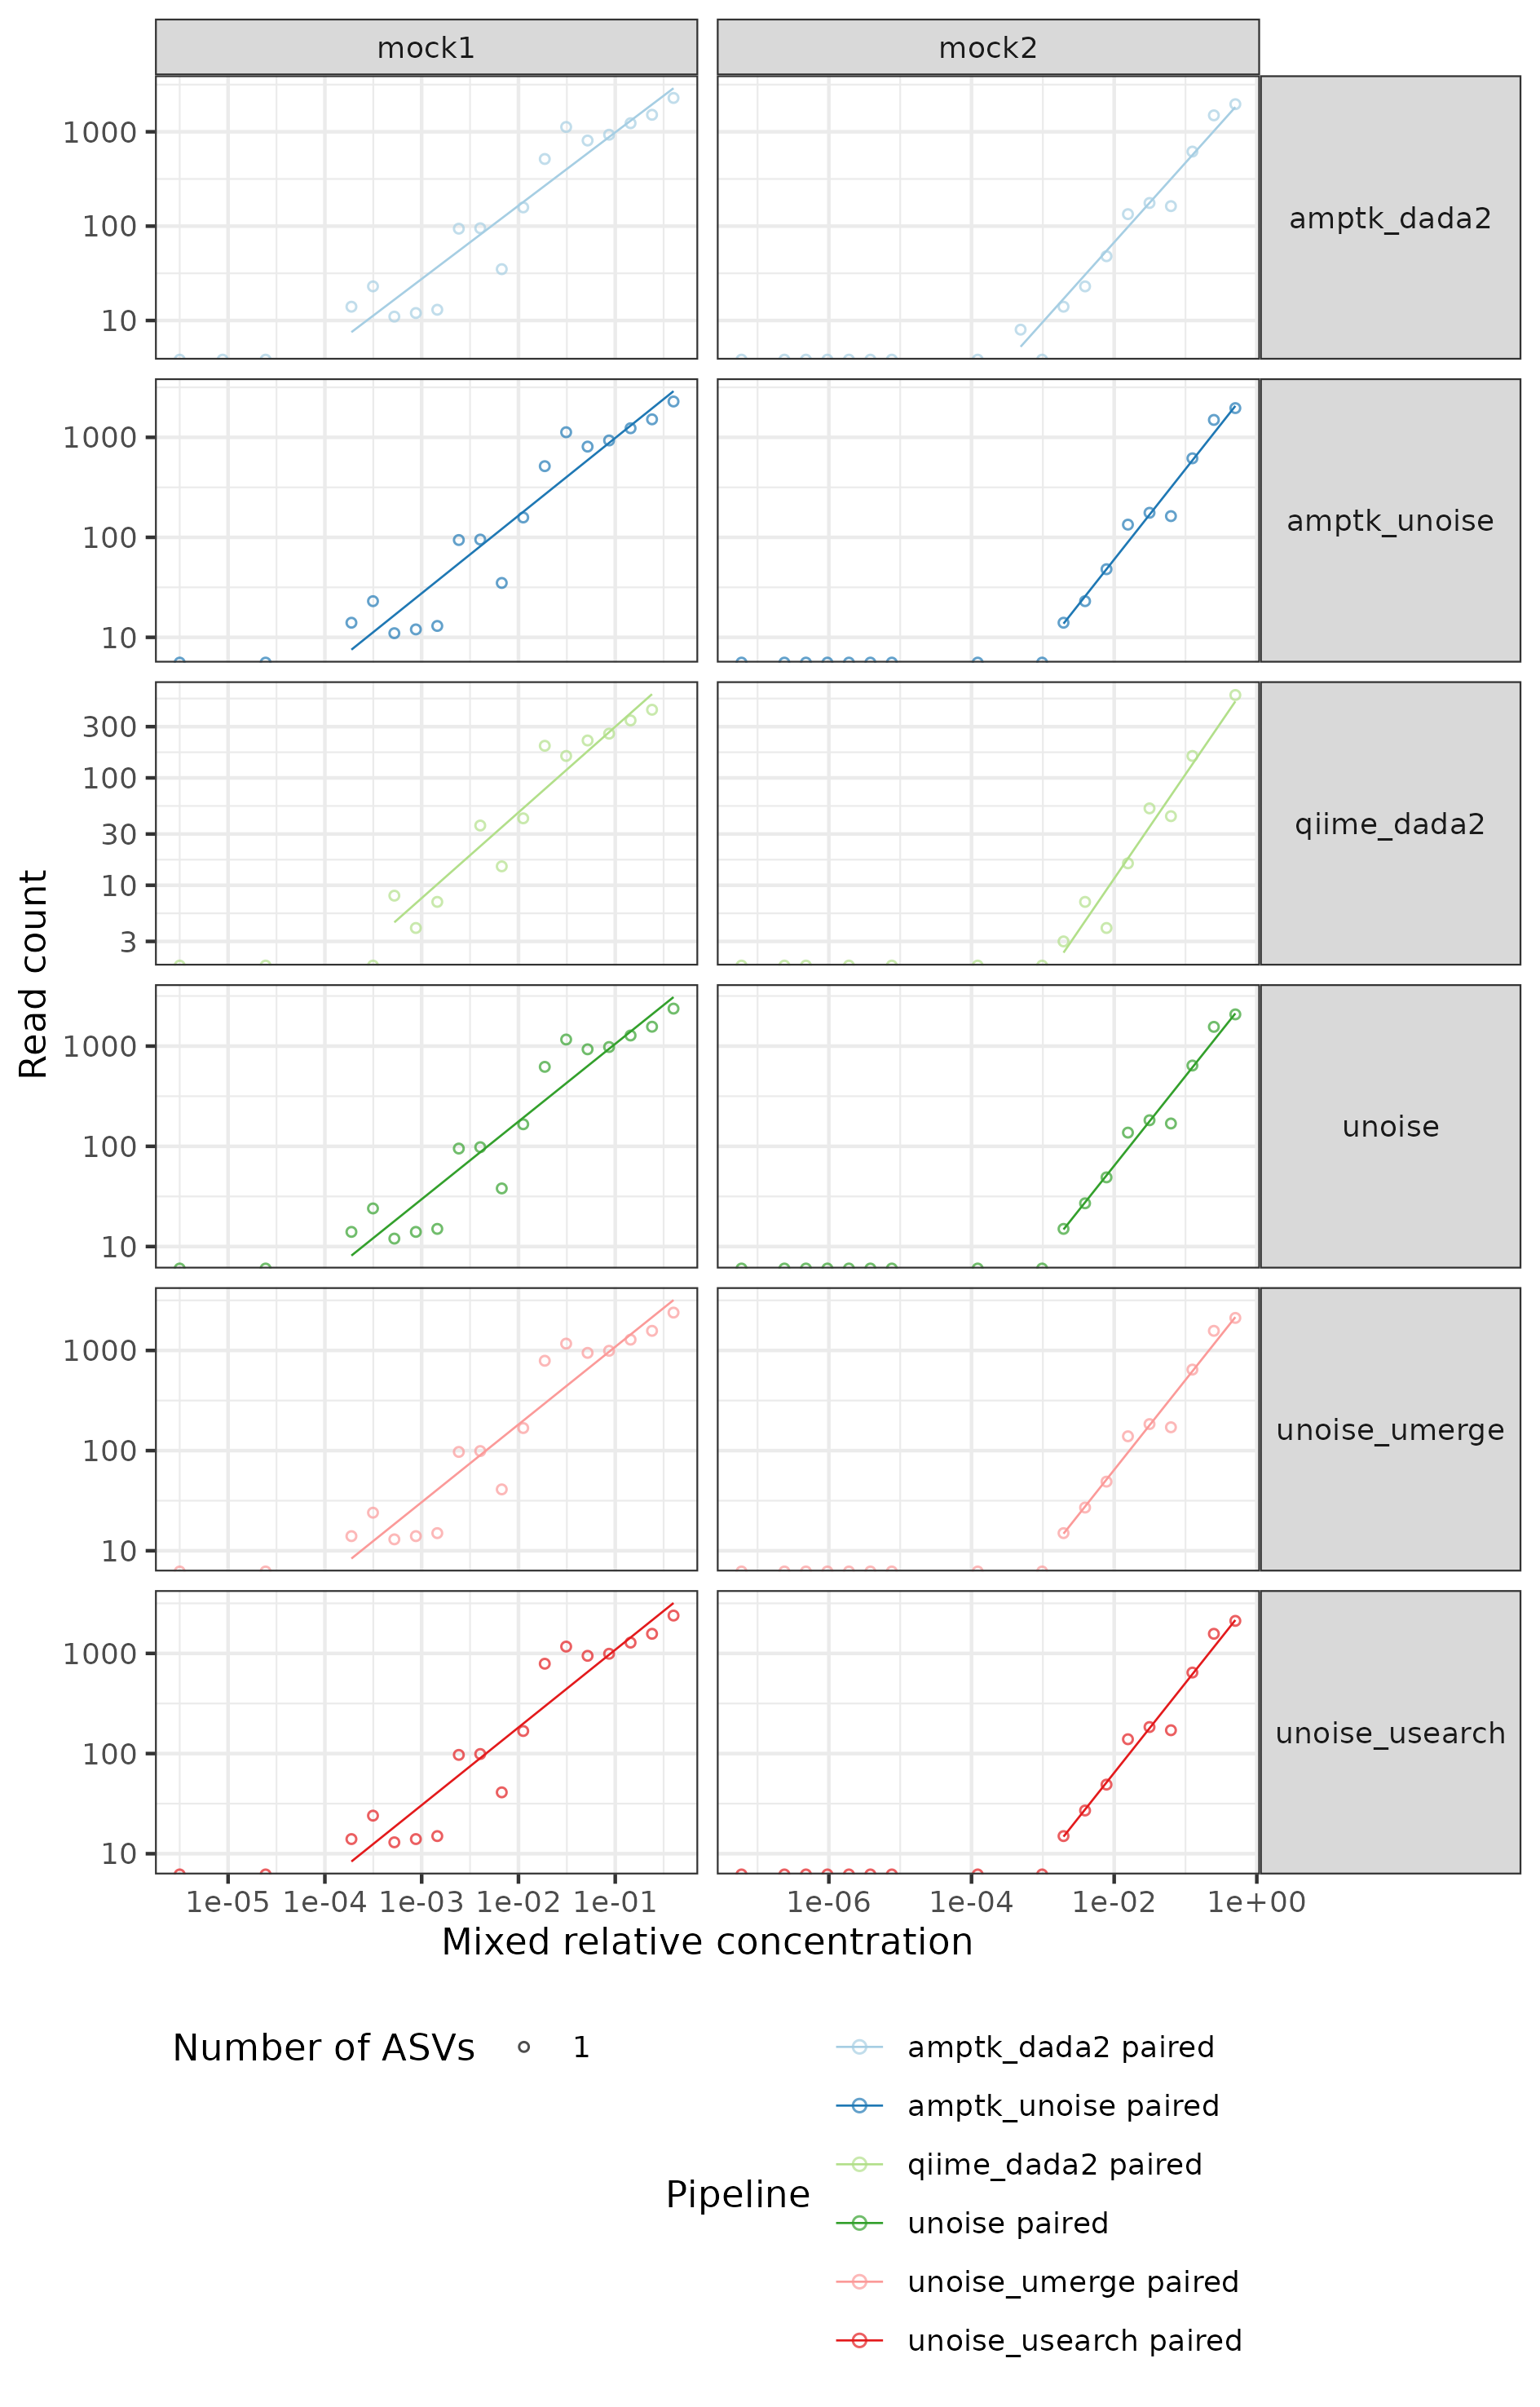 mock1 mock2
1000
100
10
amptk_dada2
1000
100
10
amptk_unoise
300
100
30
10
3
qiime_dada2
Read count
1000
100
10
unoise
1000
100
10
unoise_umerge
1000
100
10
unoise_usearch
1e-05 1e-04 1e-03 1e-02 1e-01 1e-06 1e-04 1e-02 1e+00
Mixed relative concentration
Number of ASVs 1
Pipeline
amptk_dada2 paired
amptk_unoise paired
qiime_dada2 paired
unoise paired
unoise_umerge paired
unoise_usearch paired